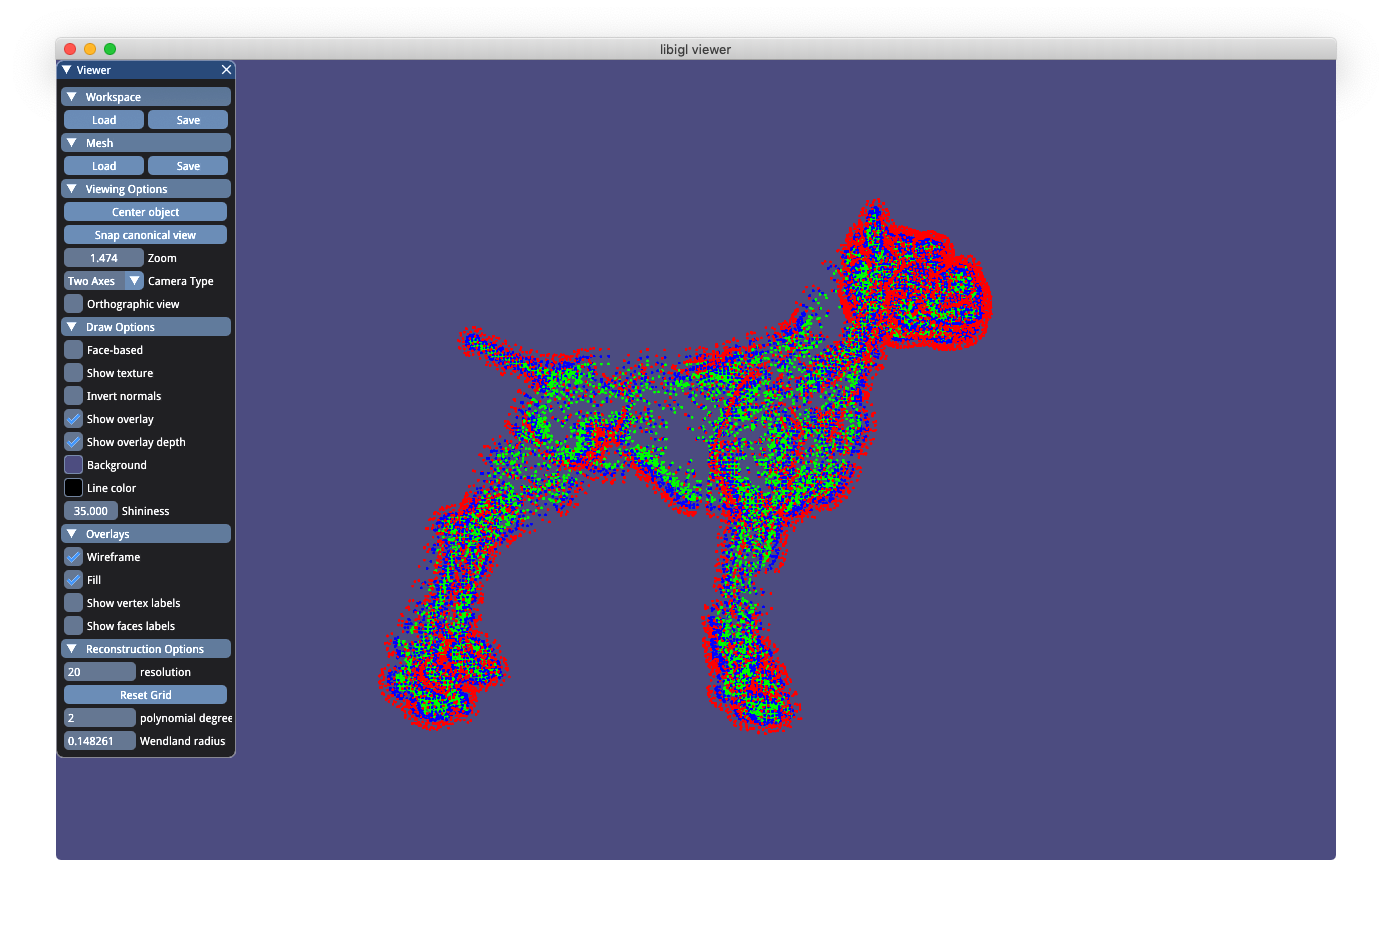 libigl viewer
Viewer
Workspace
Load Save
Mesh
Load Save
Viewing Options
Center object
Snap canonical view
1.474 Zoom
Two Axes Camera Type
Orthographic view
Draw Options
Face-based
Show texture
Invert normals
Show overlay
Show overlay depth
Background
Line color
35.000 Shininess
Overlays
Wireframe
Fill
Show vertex labels
Show faces labels
Reconstruction Options
20 resolution
Reset Grid
2 polynomial degree
0.148261 Wendland radius